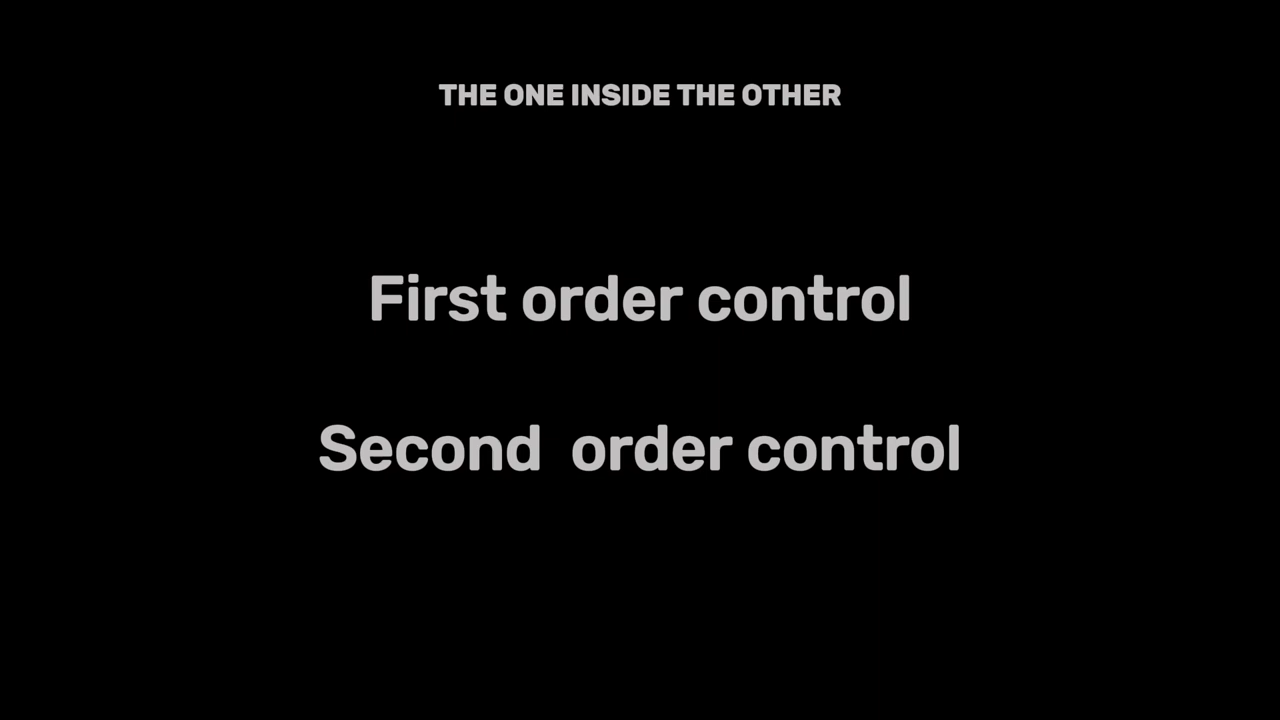 THE ONE INSIDE THE OTHER
First order control
Second  order control